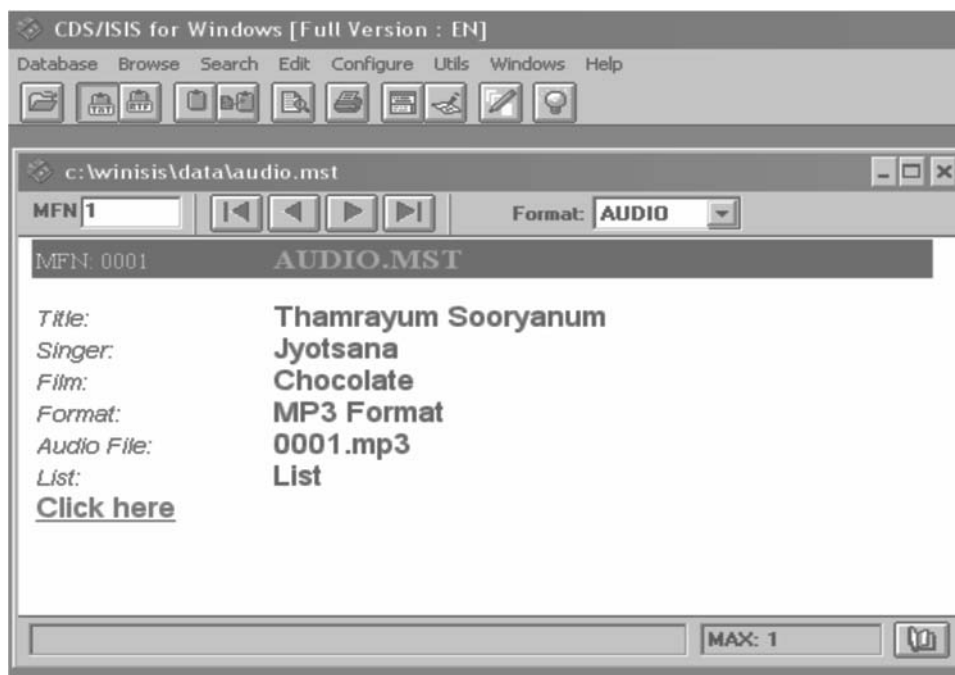 CDS/ISIS for Windows [Full Version : EN]
Database Browse Search Edit Configure Utils Windows Help
TXT RTF
c:\winisis\data\audio.mst
MFN 1 Format: AUDIO
MFN: 0001 AUDIO.MST
Title: Thamrayum Sooryanum
Singer: Jyotsana
Film: Chocolate
Format: MP3 Format
Audio File: 0001.mp3
List: List
Click here
MAX: 1